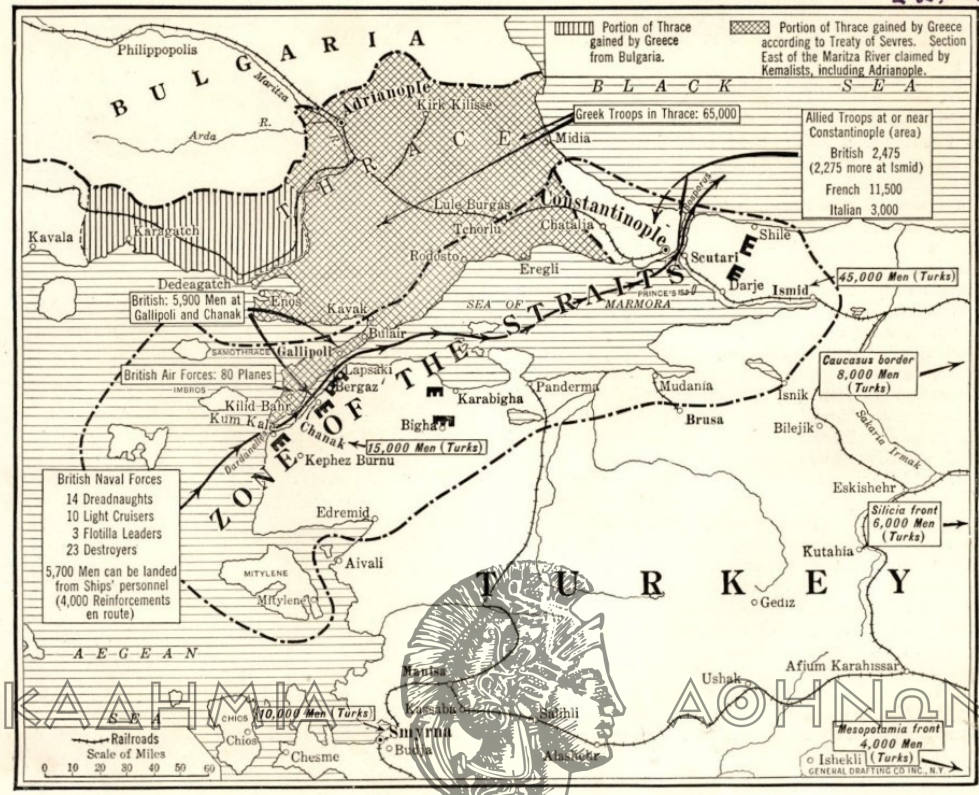 Portion of Thrace
gained by Greece
from Bulgaria.
Portion of Thrace gained by Greece
according to Treaty of Sevres. Section
East of the Maritza River claimed by
Kemalists, including Adrianople.
BULGARIA
Philippopolis
Maritza
Arda R.
R.
Adrianople
Kirk Kilisse
BLACK SEA
Greek Troops in Thrace: 65,000
Midia
Allied Troops at or near
Constantinople (area)
British 2,475
(2,275 more at Ismid)
French 11,500
Italian 3,000
THRACE
Lule Burgas
Tchorlu
Chatalja
Constantinople
Bosporus
Kavala
Karagatch
Rodosto
Eregli
Scutari
Shile
Dedeagatch
Enos
Darje
Ismid
45,000 Men (Turks)
PRINCE'S IS.
SEA OF MARMORA
British: 5,900 Men at
Gallipoli and Chanak
Kavak
Bulair
SAMOTHRACE
Gallipoli
Lapsaki
Bergaz
British Air Forces: 80 Planes
IMBROS
Kilid Bahr
Kum Kale
Chanak
Dardanelles
Karabigha
Bigha
Panderma
Mudania
Isnik
Brusa
Bilejik
Caucasus border
8,000 Men
(Turks)
Sakaria Irmak
15,000 Men (Turks)
Kephez Burnu
ZONE OF THE STRAITS
British Naval Forces
14 Dreadnaughts
10 Light Cruisers
3 Flotilla Leaders
23 Destroyers
5,700 Men can be landed
from Ships' personnel
(4,000 Reinforcements
en route)
Edremid
Aivali
MITYLENE
Mitylene
Eskishehr
Silicia front
6,000 Men
(Turks)
Kutahia
TURKEY
Gediz
AEGEAN
SEA
Manisa
Kassaba
Salihli
Ushak
Afium Karahissar
ΚΛΔΗΜΙΑ ΑΘΗΝΩΝ
CHIOS
Chios
10,000 Men (Turks)
Smyrna
Budja
Chesme
Alashehr
Railroads
Scale of Miles
0 10 20 30 40 50 60
Mesopotamia front
4,000 Men
(Turks)
Ishekli
GENERAL DRAFTING CO INC., N.Y.